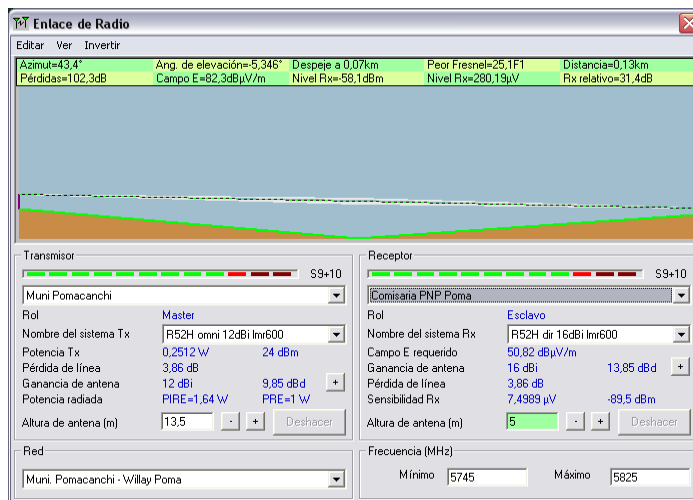 Enlace de Radio
Editar Ver Invertir
Azimut=43,4° Ang. de elevación=-5,346° Despeje a 0,07km Peor Fresnel=25,1F1 Distancia=0,13km
Pérdidas=102,3dB Campo E=82,3dBµV/m Nivel Rx=-58,1dBm Nivel Rx=280,19µV Rx relativo=31,4dB
Transmisor
S9+10
Muni Pomacanchi
Rol Master
Nombre del sistema Tx R52H omni 12dBi lmr600
Potencia Tx 0,2512 W 24 dBm
Pérdida de línea 3,86 dB
Ganancia de antena 12 dBi 9,85 dBd +
Potencia radiada PIRE=1,64 W PRE=1 W
Altura de antena (m) 13,5 - + Deshacer
Receptor
S9+10
Comisaria PNP Poma
Rol Esclavo
Nombre del sistema Rx R52H dir 16dBi lmr600
Campo E requerido 50,82 dBµV/m
Ganancia de antena 16 dBi 13,85 dBd +
Pérdida de línea 3,86 dB
Sensibilidad Rx 7,4989 µV -89,5 dBm
Altura de antena (m) 5 - + Deshacer
Red
Muni. Pomacanchi - Willay Poma
Frecuencia (MHz)
Mínimo 5745 Máximo 5825